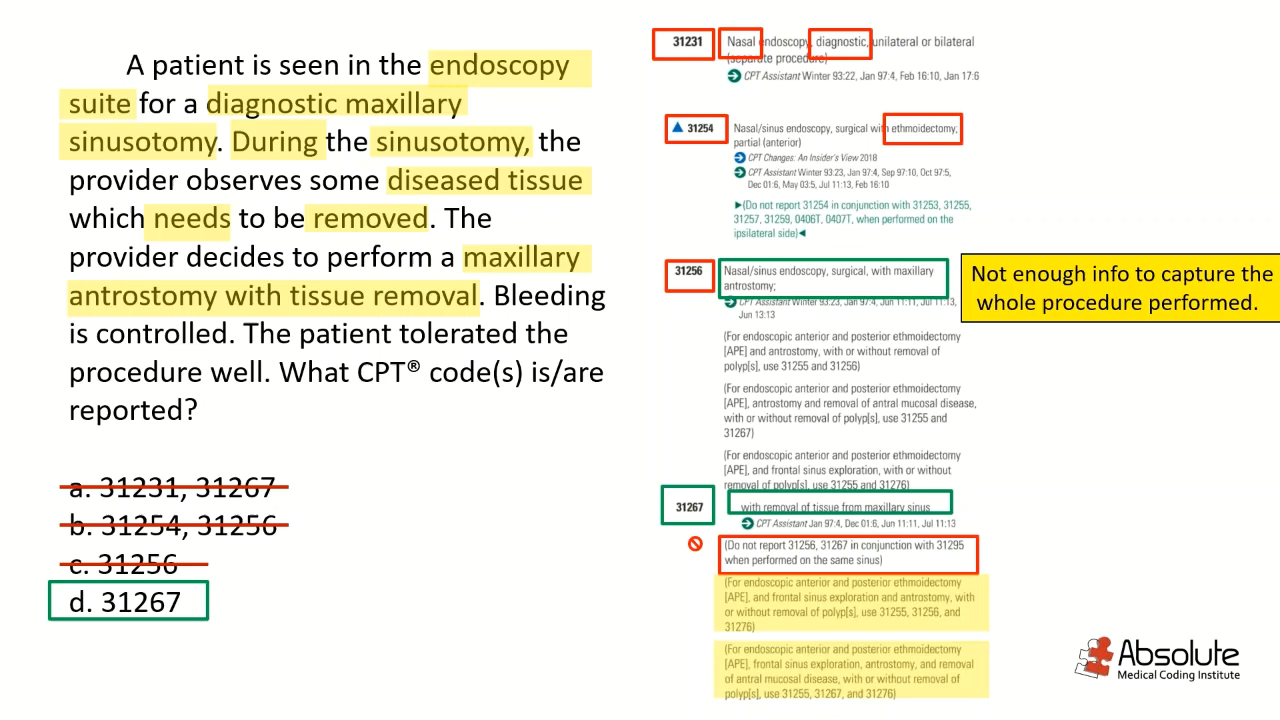 A patient is seen in the endoscopy
suite for a diagnostic maxillary
sinusotomy. During the sinusotomy, the
provider observes some diseased tissue
which needs to be removed. The
provider decides to perform a maxillary
antrostomy with tissue removal. Bleeding
is controlled. The patient tolerated the
procedure well. What CPT® code(s) is/are
reported?
a. 31231, 31267
b. 31254, 31256
c. 31256
d. 31267
31231 Nasal endoscopy, diagnostic, unilateral or bilateral
(separate procedure)
CPT Assistant Winter 93:22, Jan 97:4, Feb 16:10, Jan 17:6
31254 Nasal/sinus endoscopy, surgical with ethmoidectomy;
partial (anterior)
CPT Changes: An Insider's View 2018
CPT Assistant Winter 93:23, Jan 97:4, Sep 97:10, Oct 97:5,
Dec 01:6, May 03:5, Jul 11:13, Feb 16:10
►(Do not report 31254 in conjunction with 31253, 31255,
31257, 31259, 0406T, 0407T, when performed on the
ipsilateral side)◄
31256 Nasal/sinus endoscopy, surgical, with maxillary
antrostomy;
CPT Assistant Winter 93:23, Jan 97:4, Jun 11:11, Jul 11:13,
Jun 13:13
(For endoscopic anterior and posterior ethmoidectomy
[APE] and antrostomy, with or without removal of
polyp[s], use 31255 and 31256)
(For endoscopic anterior and posterior ethmoidectomy
[APE], antrostomy and removal of antral mucosal disease,
with or without removal of polyp[s], use 31255 and
31267)
(For endoscopic anterior and posterior ethmoidectomy
[APE], and frontal sinus exploration, with or without
removal of polyp[s], use 31255 and 31276)
31267 with removal of tissue from maxillary sinus
CPT Assistant Jan 97:4, Dec 01:6, Jun 11:11, Jul 11:13
(Do not report 31256, 31267 in conjunction with 31295
when performed on the same sinus)
(For endoscopic anterior and posterior ethmoidectomy
[APE], and frontal sinus exploration and antrostomy, with
or without removal of polyp[s], use 31255, 31256, and
31276)
(For endoscopic anterior and posterior ethmoidectomy
[APE], frontal sinus exploration, antrostomy, and removal
of antral mucosal disease, with or without removal of
polyp[s], use 31255, 31267, and 31276)
Not enough info to capture the
whole procedure performed.
Absolute
Medical Coding Institute